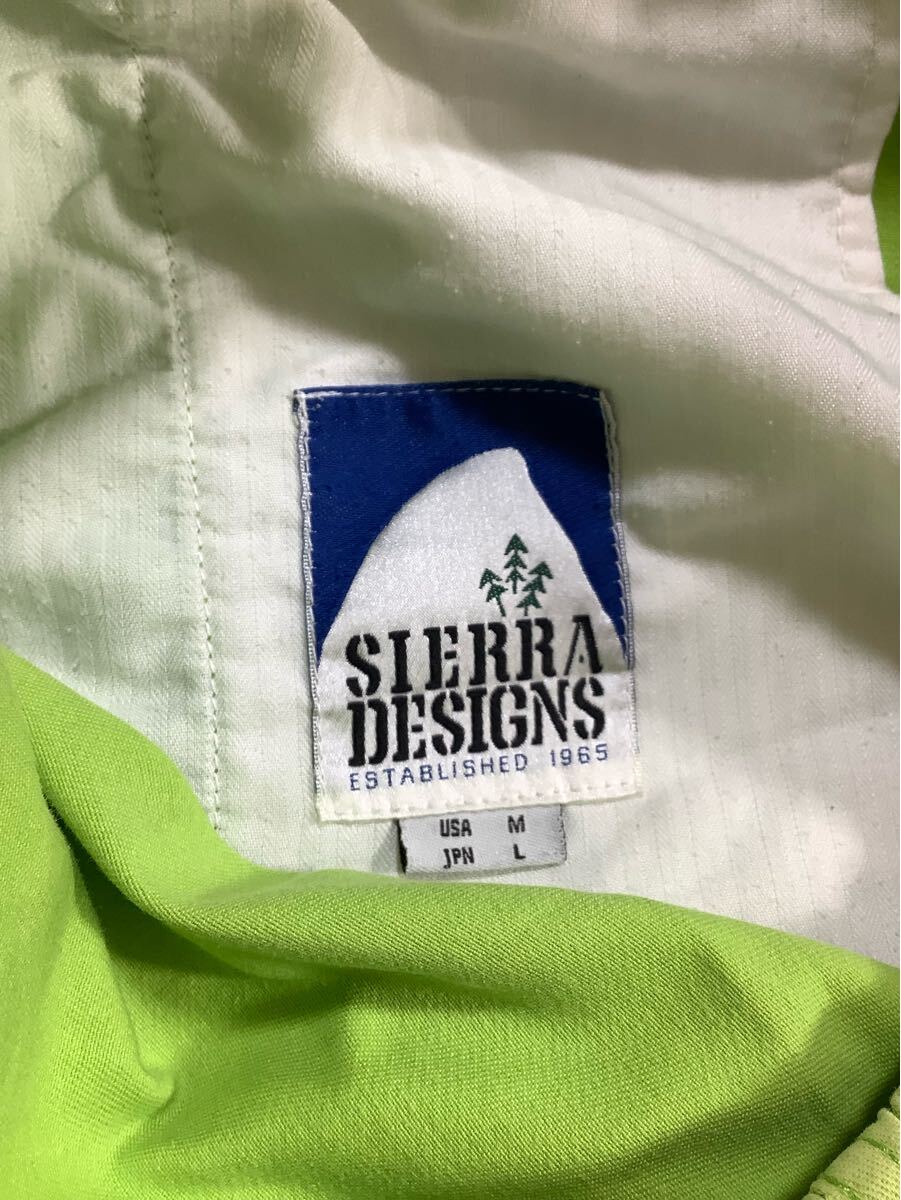 SIERRA
DESIGNS
ESTABLISHED 1965
USA M
JPN L